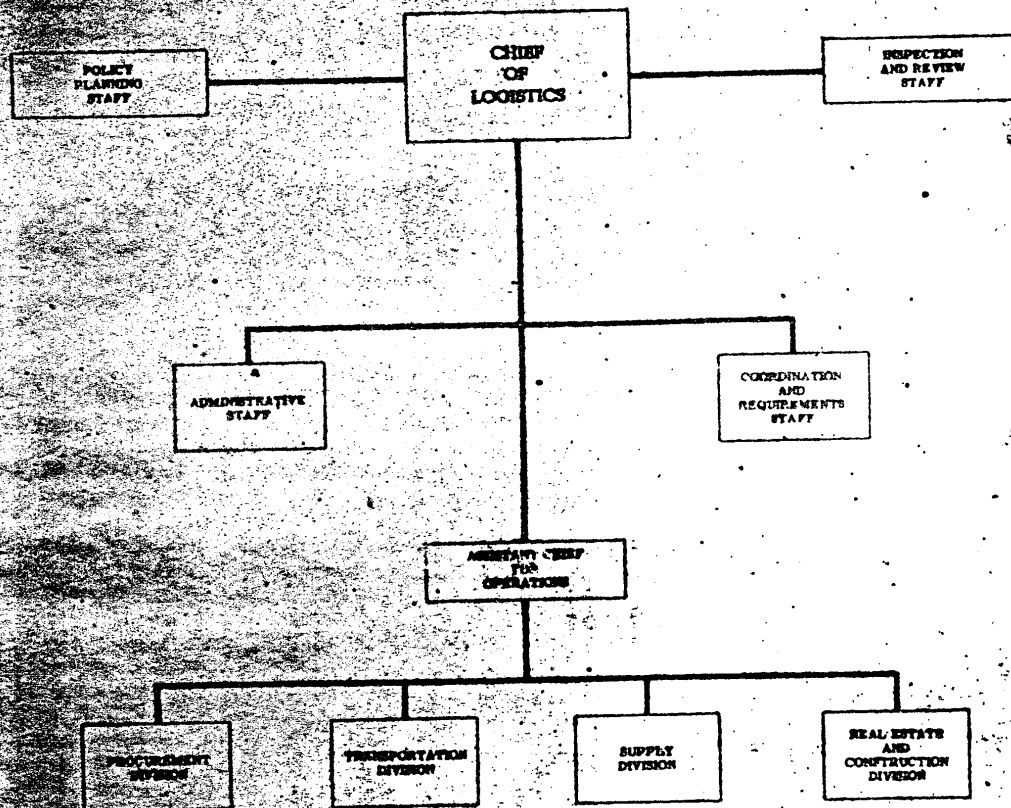 CHIEF
OF
LOGISTICS
POLICY
PLANNING
STAFF
INSPECTION
AND REVIEW
STAFF
ADMINISTRATIVE
STAFF
COORDINATION
AND
REQUIREMENTS
STAFF
ASSISTANT CHIEF
FOR
OPERATIONS
PROCUREMENT
DIVISION
TRANSPORTATION
DIVISION
SUPPLY
DIVISION
REAL ESTATE
AND
CONSTRUCTION
DIVISION